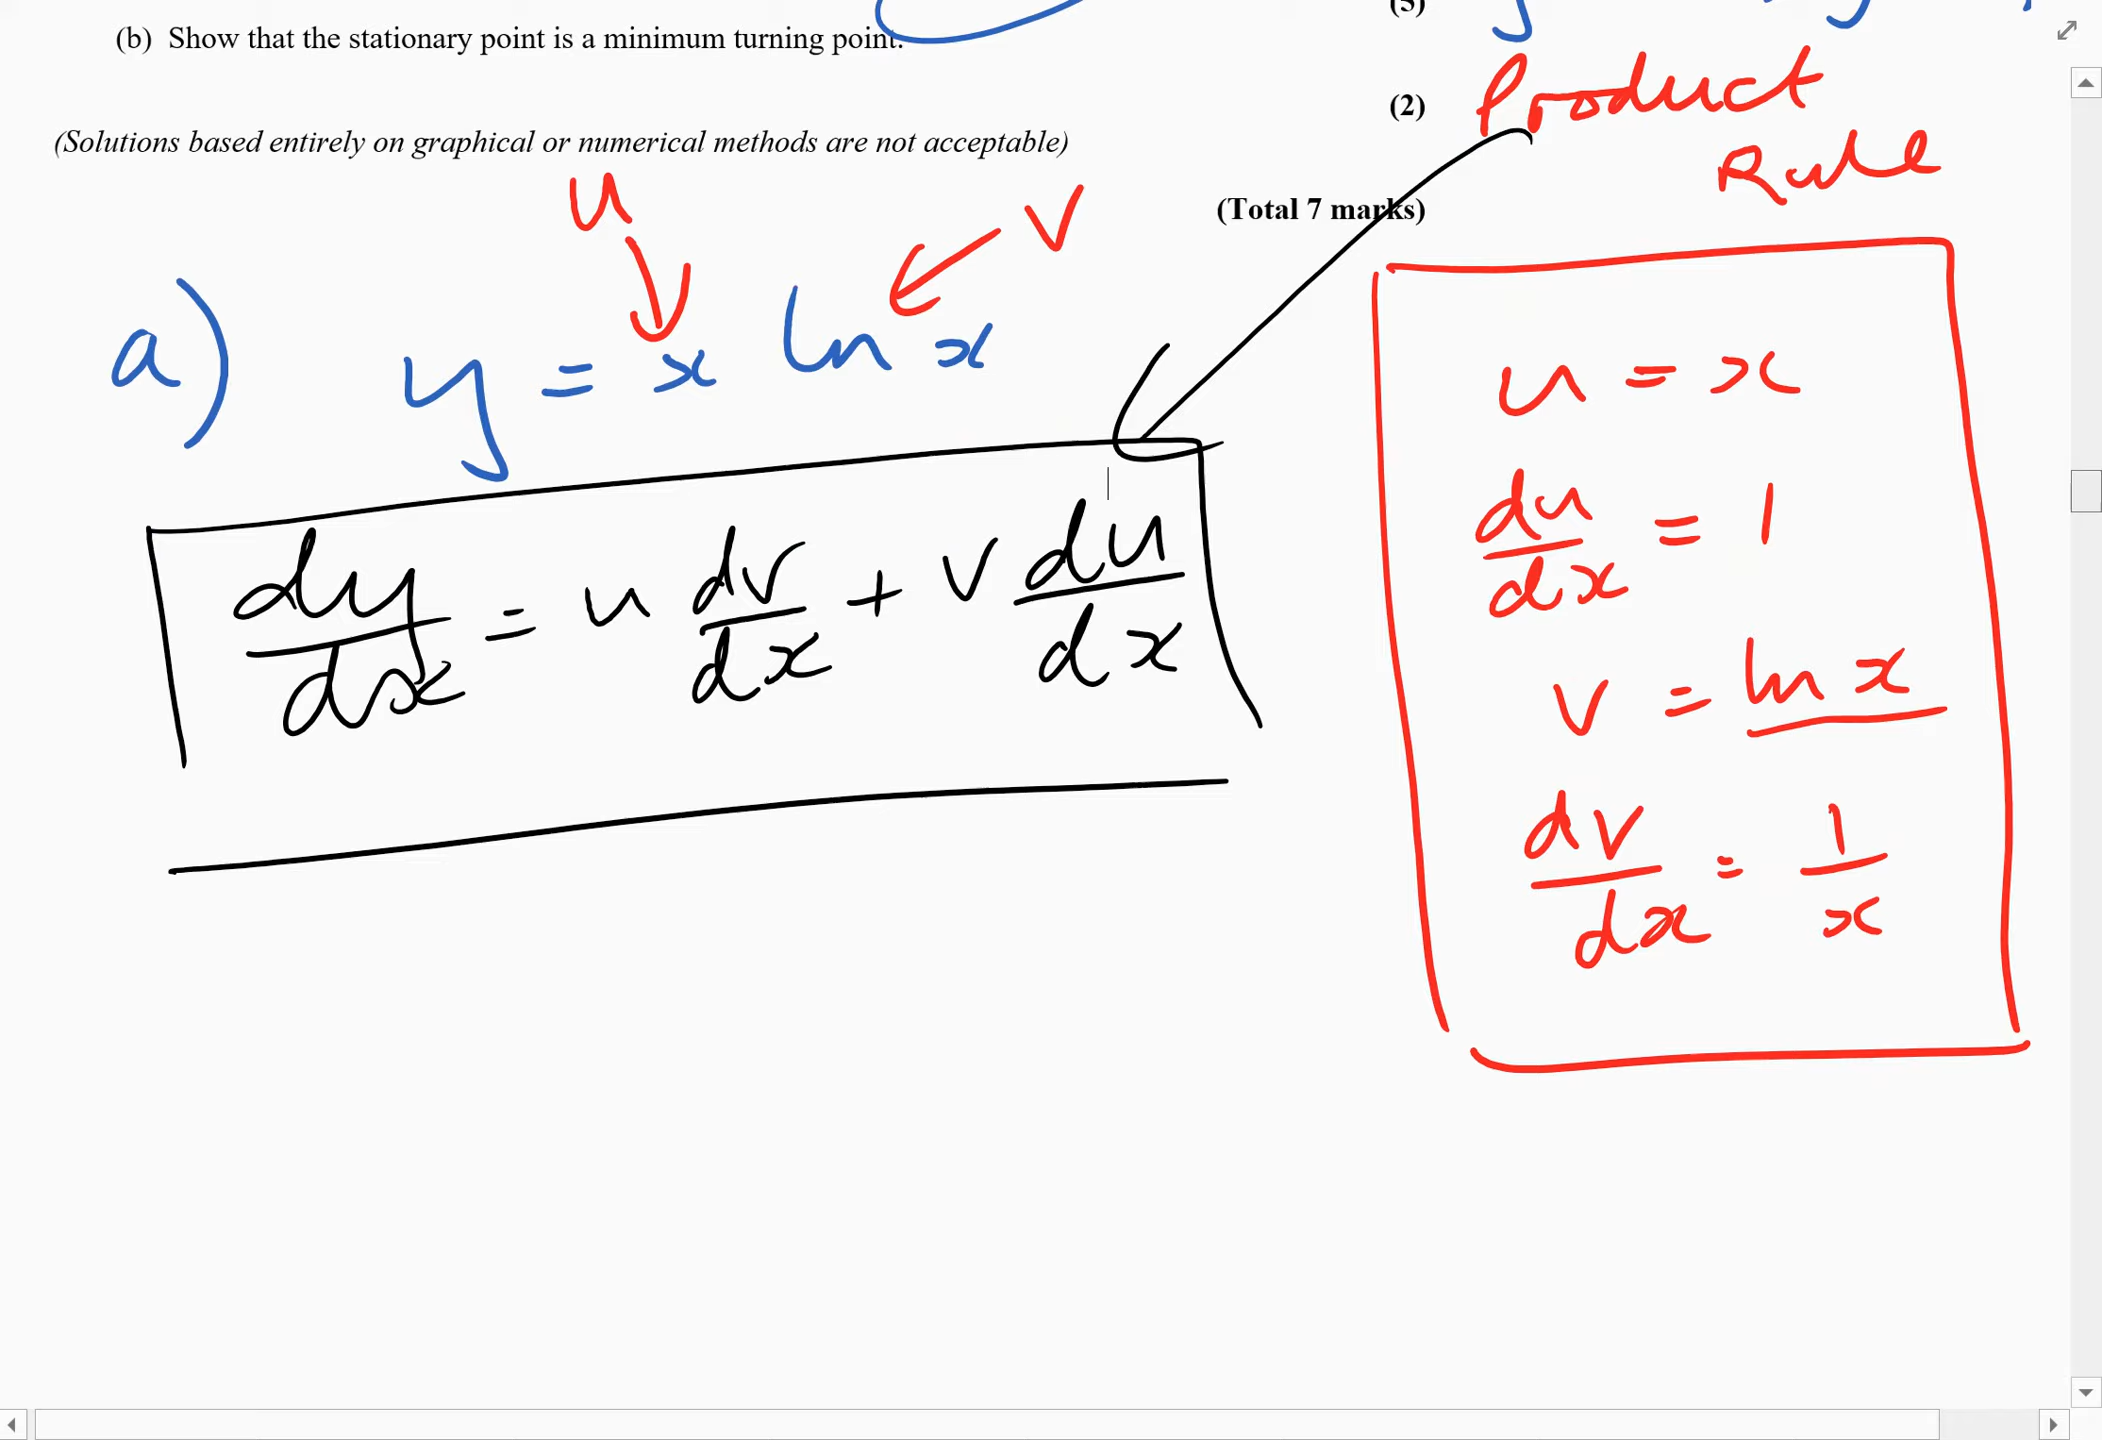 (5)
(b) Show that the stationary point is a minimum turning point.
(2)
Product
Rule
(Solutions based entirely on graphical or numerical methods are not acceptable)
(Total 7 marks)
u
v
a) y = x ln x
dy/dx = u dv/dx + v du/dx
u = x
du/dx = 1
v = ln x
dv/dx = 1/x